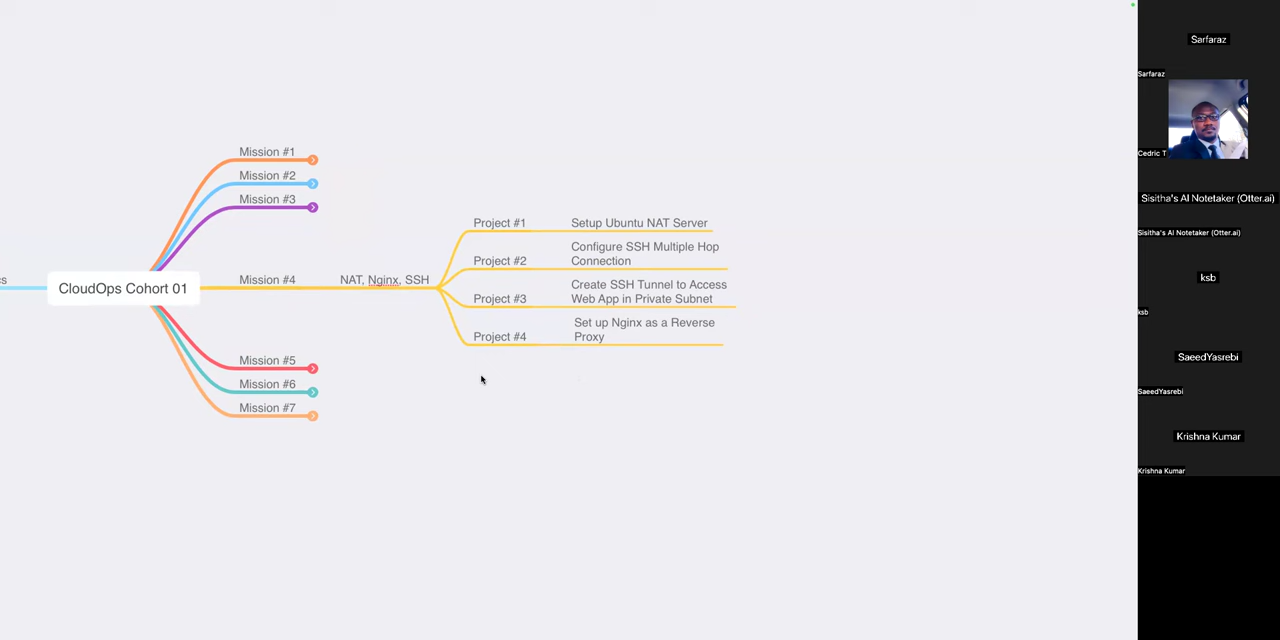 Mission #1
Mission #2
Mission #3
cs
CloudOps Cohort 01
Mission #4
NAT, Nginx, SSH
Project #1
Setup Ubuntu NAT Server
Project #2
Configure SSH Multiple Hop
Connection
Project #3
Create SSH Tunnel to Access
Web App in Private Subnet
Project #4
Set up Nginx as a Reverse
Proxy
Mission #5
Mission #6
Mission #7
Sarfaraz
Sarfaraz
Cedric T
Sisitha's AI Notetaker (Otter.ai)
Sisitha's AI Notetaker (Otter.ai)
ksb
ksb
SaeedYasrebi
SaeedYasrebi
Krishna Kumar
Krishna Kumar